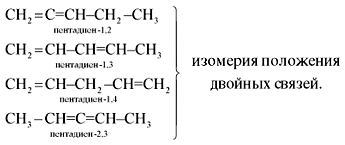 CH₂=C=CH–CH₂–CH₃
пентадиен-1,2
CH₂=CH–CH=CH–CH₃
пентадиен-1,3
CH₂=CH–CH₂–CH=CH₂
пентадиен-1,4
CH₃–CH=C=CH–CH₃
пентадиен-2,3
изомерия положения
двойных связей.